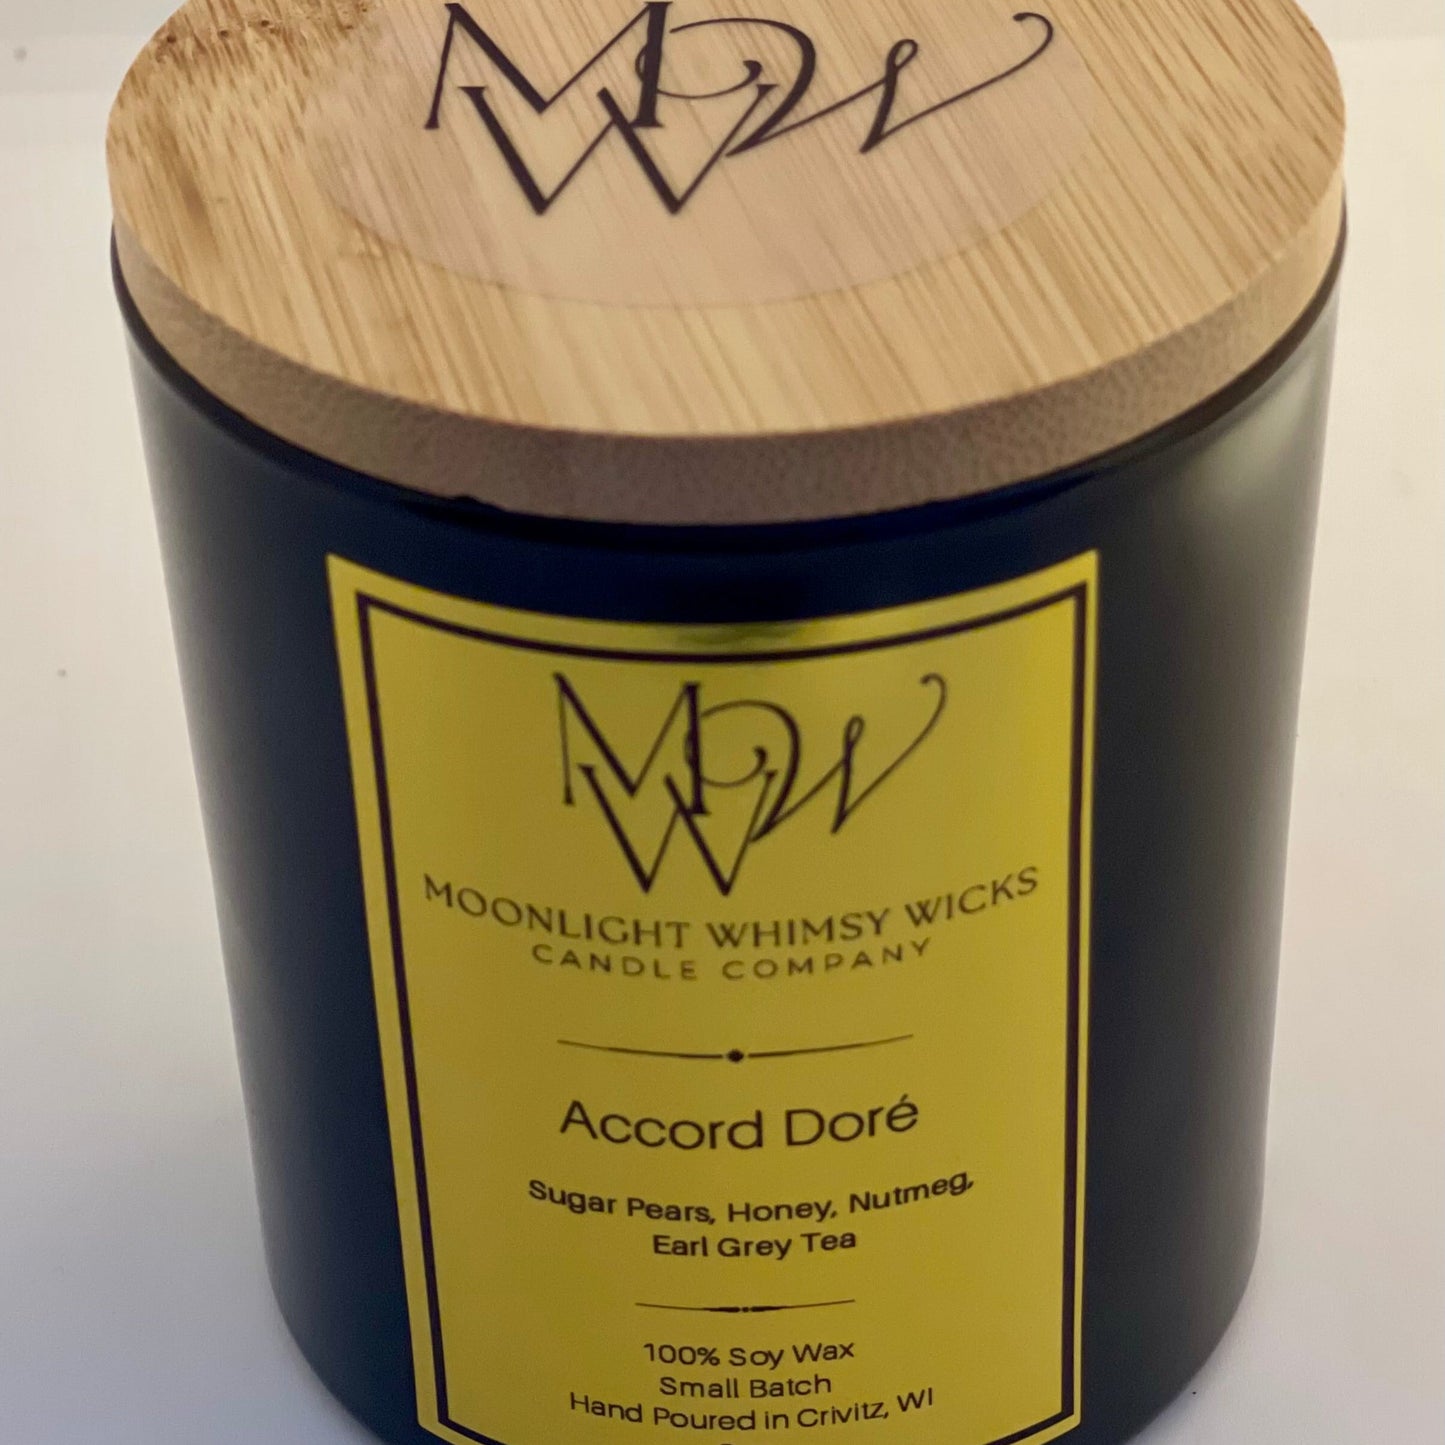 MWW
MWW
MOONLIGHT WHIMSY WICKS
CANDLE COMPANY
Accord Doré
Sugar Pears, Honey, Nutmeg,
Earl Grey Tea
100% Soy Wax
Small Batch
Hand Poured in Crivitz, WI